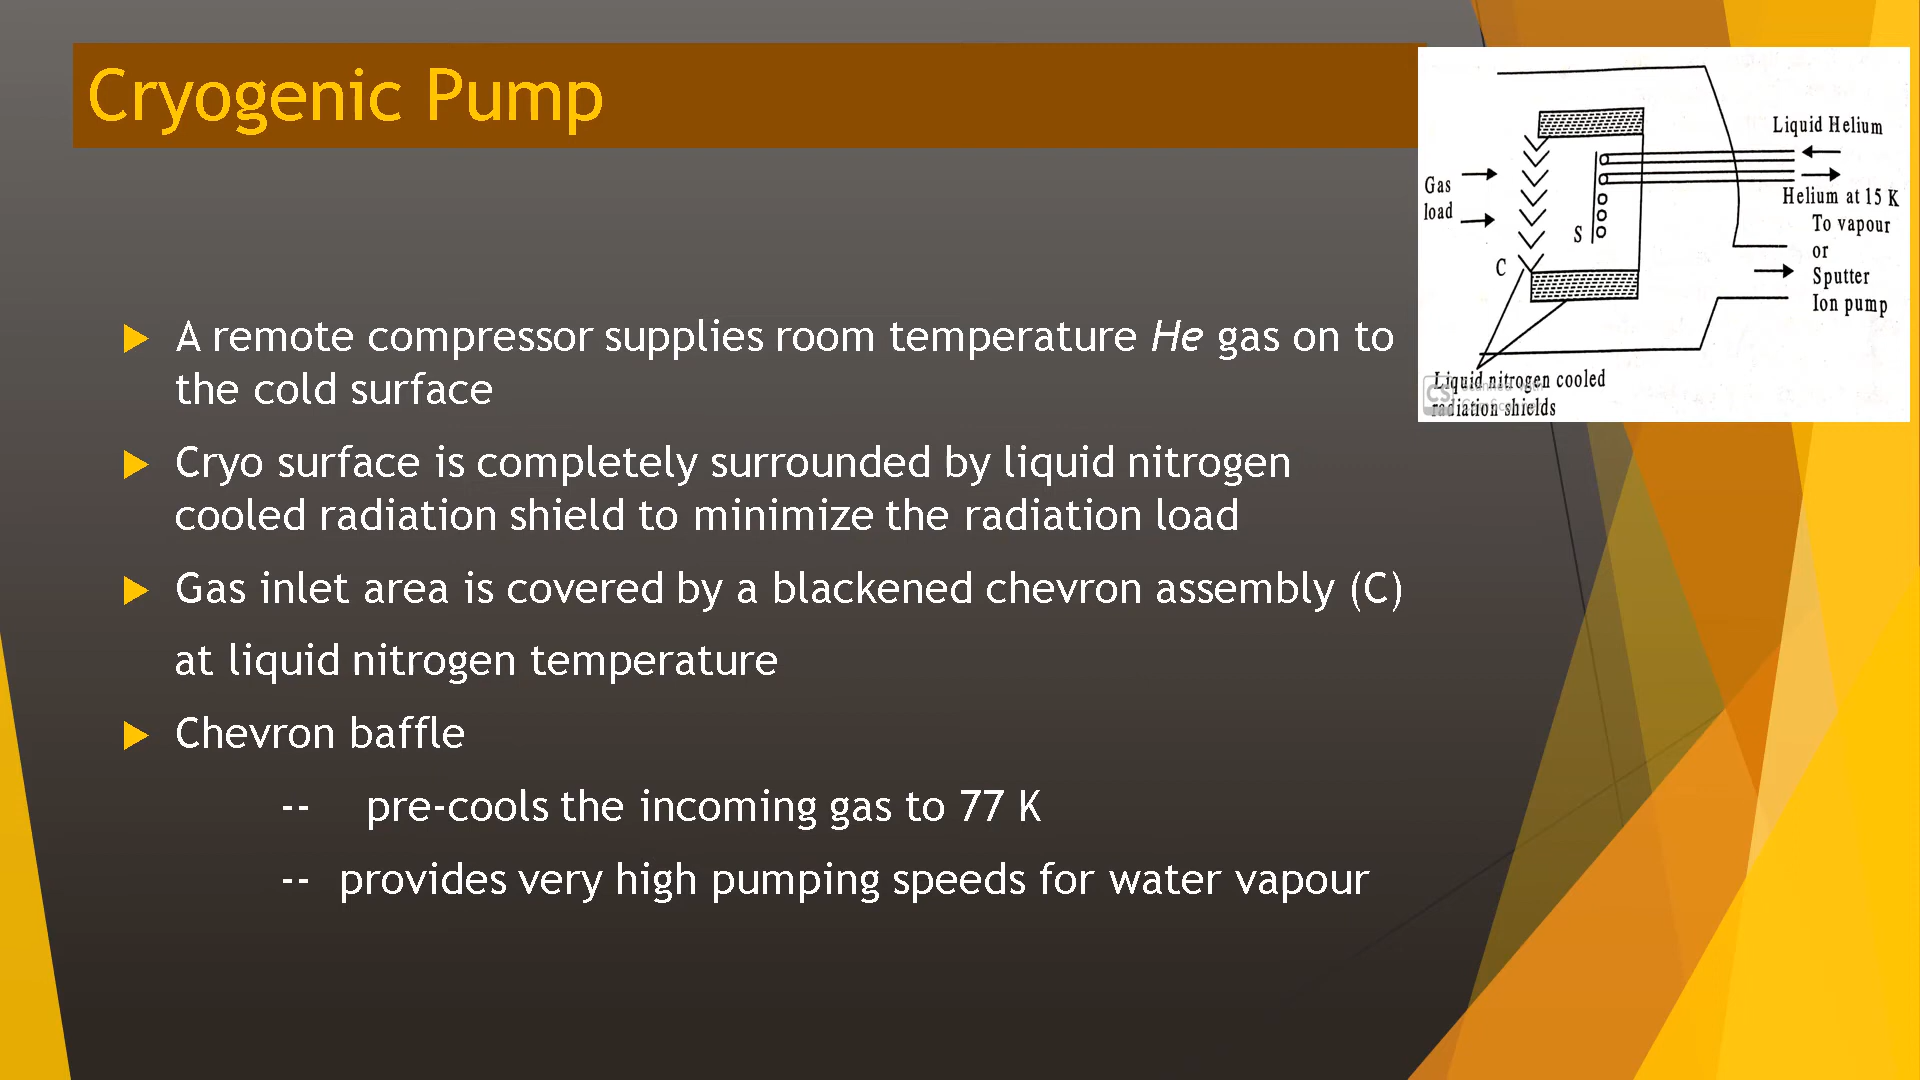 Cryogenic Pump
A remote compressor supplies room temperature He gas on to
the cold surface
Cryo surface is completely surrounded by liquid nitrogen
cooled radiation shield to minimize the radiation load
Gas inlet area is covered by a blackened chevron assembly (C)
at liquid nitrogen temperature
Chevron baffle
-- pre-cools the incoming gas to 77 K
-- provides very high pumping speeds for water vapour
Liquid Helium
Gas
load
Helium at 15 K
To vapour
or
Sputter
Ion pump
S
C
Liquid nitrogen cooled
radiation shields
CS